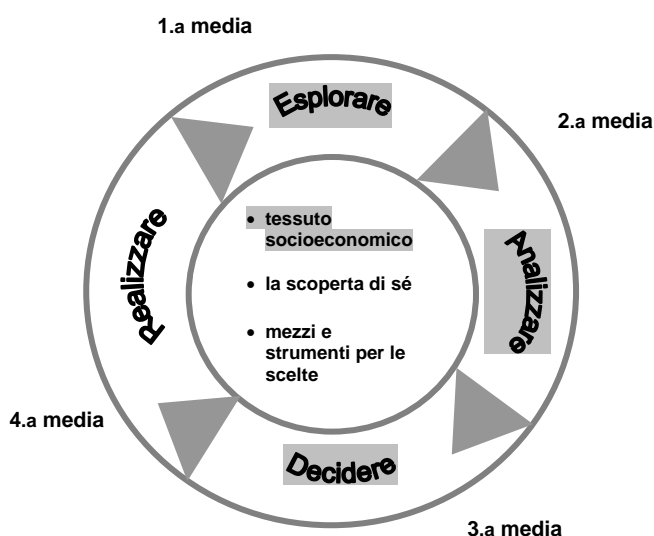 1.a media
Esplorare
2.a media
• tessuto
socioeconomico
Analizzare
Realizzare
• la scoperta di sé
• mezzi e
strumenti per le
scelte
4.a media
Decidere
3.a media